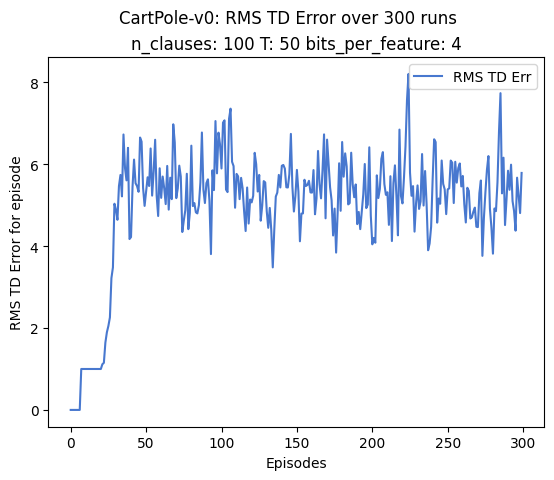 CartPole-v0: RMS TD Error over 300 runs
n_clauses: 100 T: 50 bits_per_feature: 4
RMS TD Err
8
6
4
2
0
RMS TD Error for episode
0 50 100 150 200 250 300
Episodes